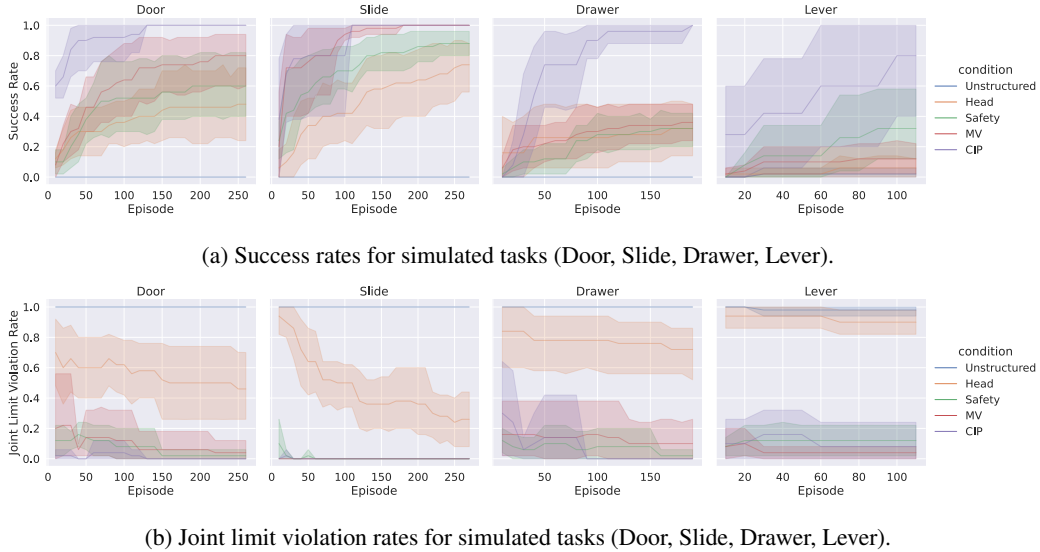 Door Slide Drawer Lever
1.0
0.8
0.6
0.4
0.2
0.0
Success Rate
0 50 100 150 200 250 0 50 100 150 200 250 50 100 150 20 40 60 80 100
Episode Episode Episode Episode
condition
Unstructured
Head
Safety
MV
CIP
(a) Success rates for simulated tasks (Door, Slide, Drawer, Lever).
Door Slide Drawer Lever
1.0
0.8
0.6
0.4
0.2
0.0
Joint Limit Violation Rate
0 50 100 150 200 250 0 50 100 150 200 250 50 100 150 20 40 60 80 100
Episode Episode Episode Episode
condition
Unstructured
Head
Safety
MV
CIP
(b) Joint limit violation rates for simulated tasks (Door, Slide, Drawer, Lever).